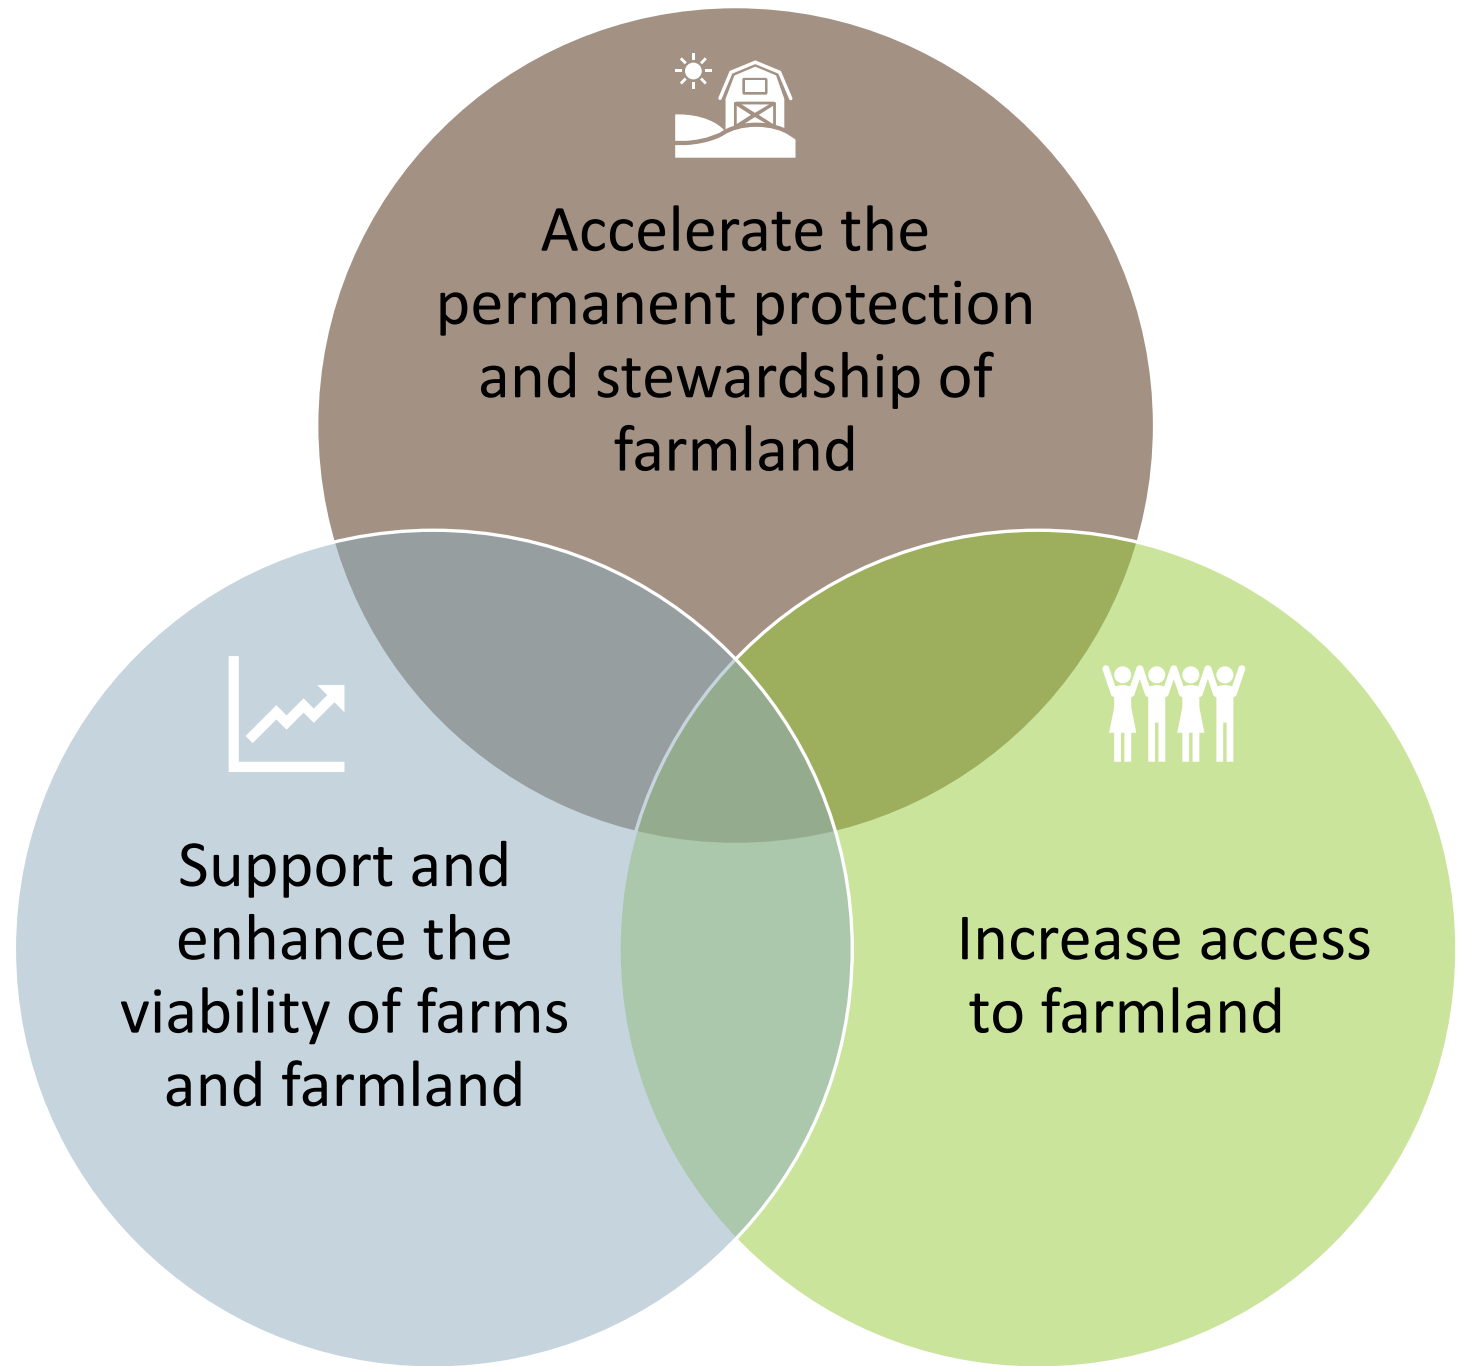 Accelerate the
permanent protection
and stewardship of
farmland
Support and
enhance the
viability of farms
and farmland
Increase access
to farmland